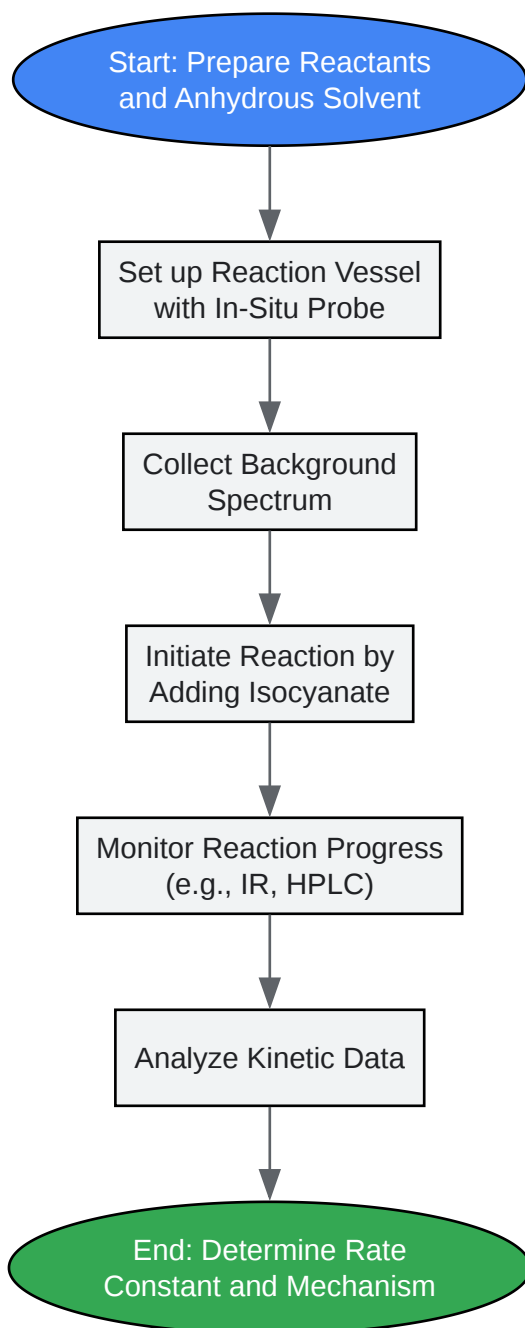 Start: Prepare Reactants
and Anhydrous Solvent
Set up Reaction Vessel
with In-Situ Probe
Collect Background
Spectrum
Initiate Reaction by
Adding Isocyanate
Monitor Reaction Progress
(e.g., IR, HPLC)
Analyze Kinetic Data
End: Determine Rate
Constant and Mechanism